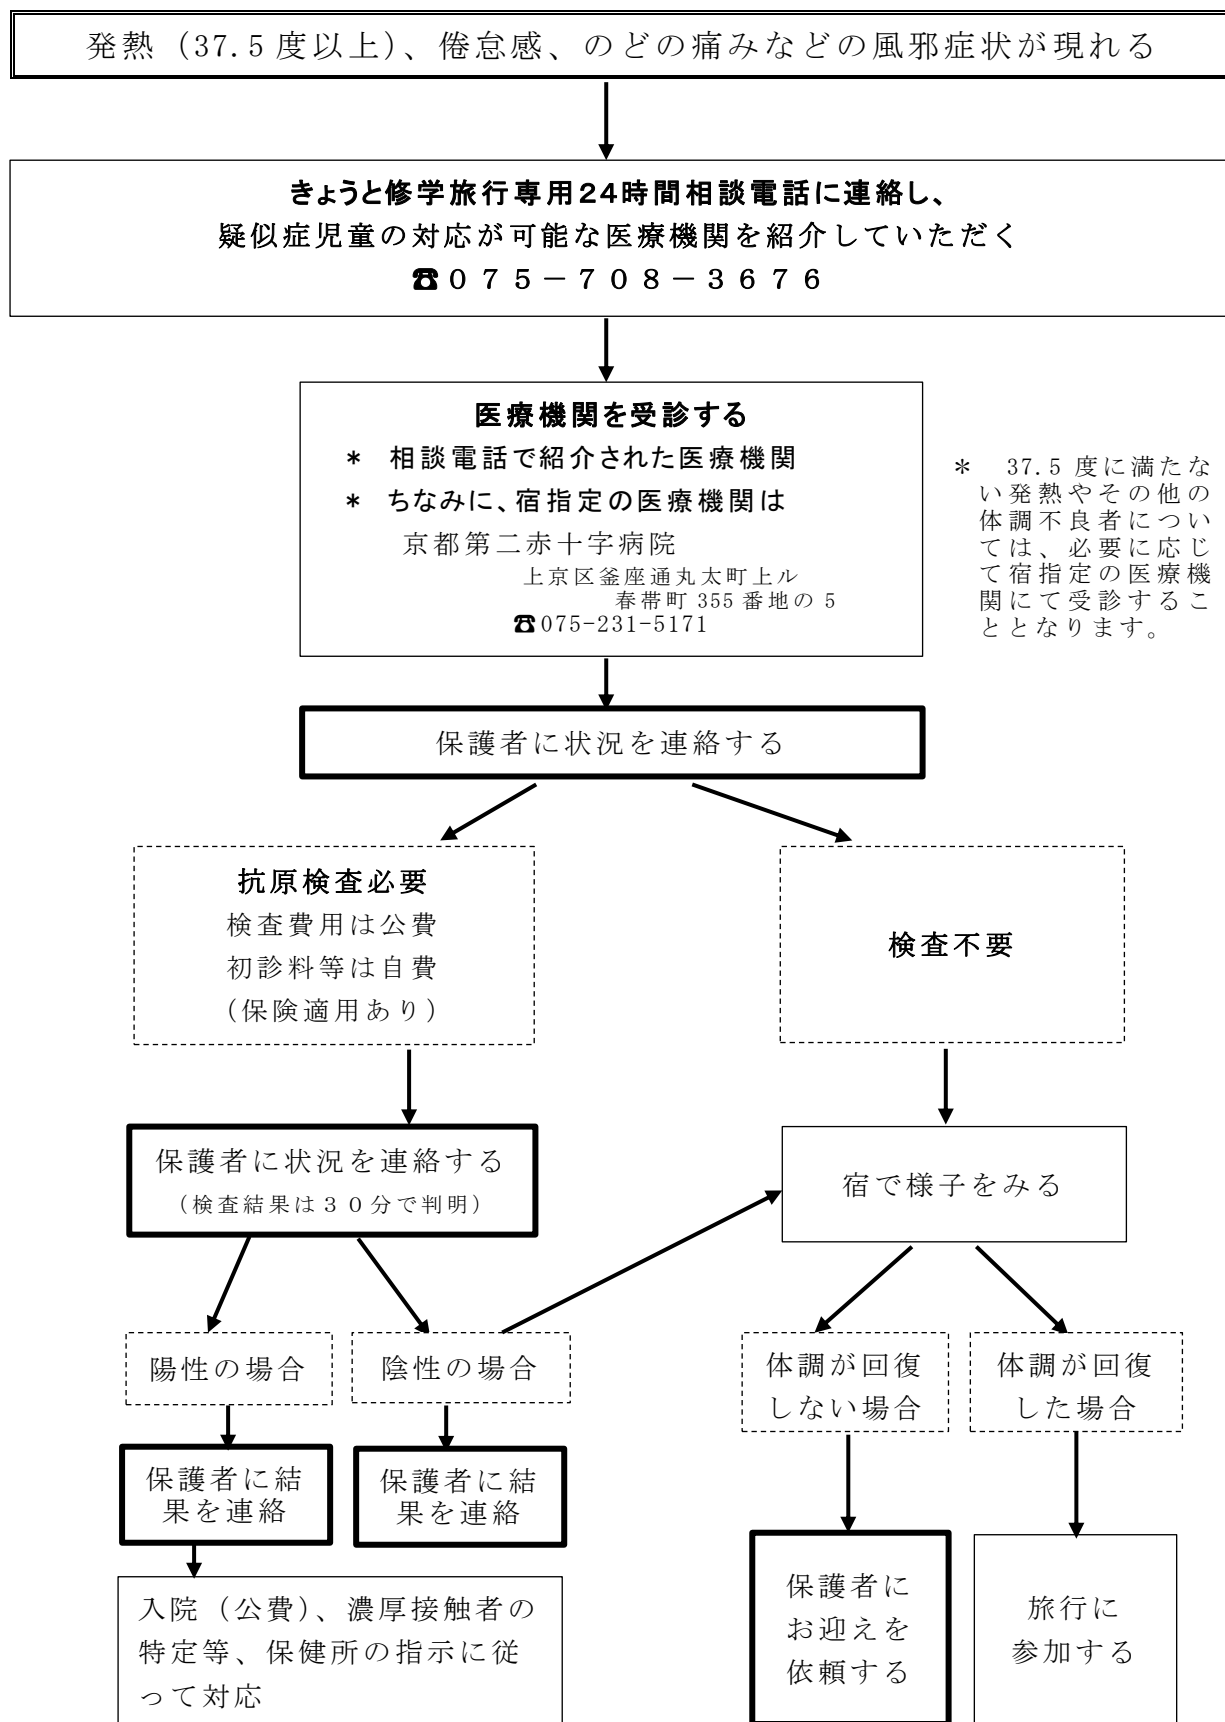 発熱（37.5度以上）、倦怠感、のどの痛みなどの風邪症状が現れる
きょうと修学旅行専用２４時間相談電話に連絡し、
疑似症児童の対応が可能な医療機関を紹介していただく
☎０７５－７０８－３６７６
医療機関を受診する
＊　相談電話で紹介された医療機関
＊　ちなみに、宿指定の医療機関は
京都第二赤十字病院
上京区釜座通丸太町上ル
春帯町 355 番地の 5
☎075-231-5171
＊　37.5 度に満たな
い発熱やその他の
体調不良者につい
ては、必要に応じ
て宿指定の医療機
関にて受診するこ
ととなります。
保護者に状況を連絡する
抗原検査必要
検査費用は公費
初診料等は自費
（保険適用あり）
検査不要
保護者に状況を連絡する
（検査結果は３０分で判明）
宿で様子をみる
陽性の場合
陰性の場合
体調が回復
しない場合
体調が回復
した場合
保護者に結
果を連絡
保護者に結
果を連絡
入院（公費）、濃厚接触者の
特定等、保健所の指示に従
って対応
保護者に
お迎えを
依頼する
旅行に
参加する